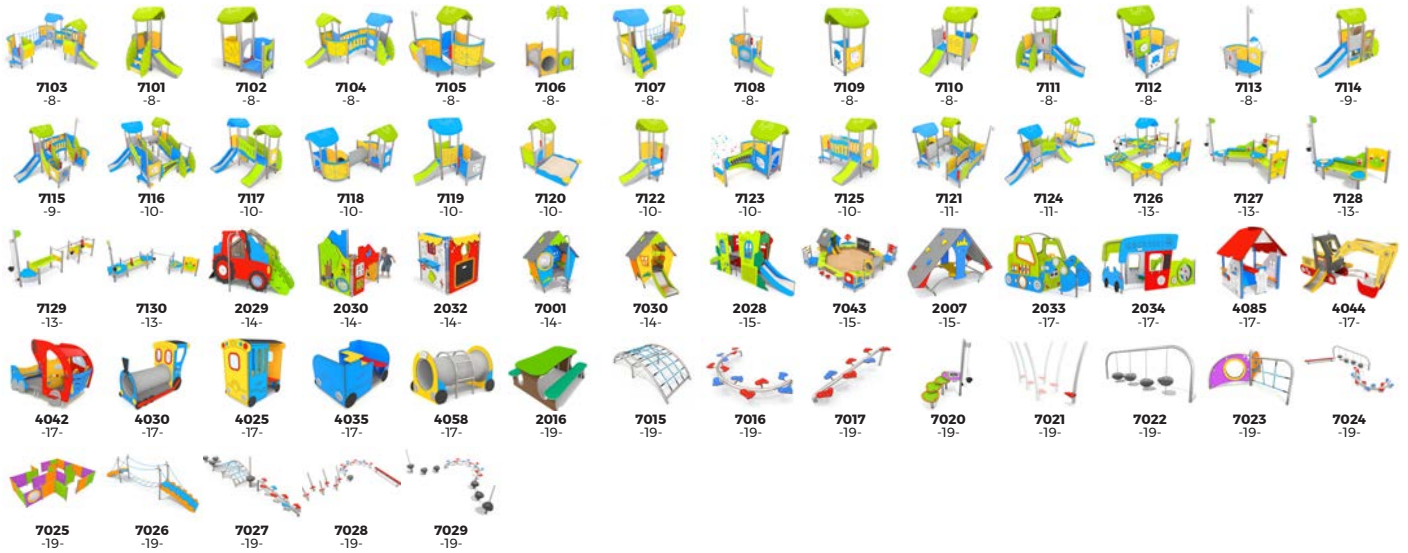 7103 7101 7102 7104 7105 7106 7107 7108 7109 7110 7111 7112 7113 7114
-8- -8- -8- -8- -8- -8- -8- -8- -8- -8- -8- -8- -8- -9-
7115 7116 7117 7118 7119 7120 7122 7123 7125 7121 7124 7126 7127 7128
-9- -10- -10- -10- -10- -10- -10- -10- -10- -11- -11- -13- -13- -13-
7129 7130 2029 2030 2032 7001 7030 2028 7043 2007 2033 2034 4085 4044
-13- -13- -14- -14- -14- -14- -14- -15- -15- -15- -17- -17- -17- -17-
4042 4030 4025 4035 4058 2016 7015 7016 7017 7020 7021 7022 7023 7024
-17- -17- -17- -17- -17- -19- -19- -19- -19- -19- -19- -19- -19- -19-
7025 7026 7027 7028 7029
-19- -19- -19- -19- -19-